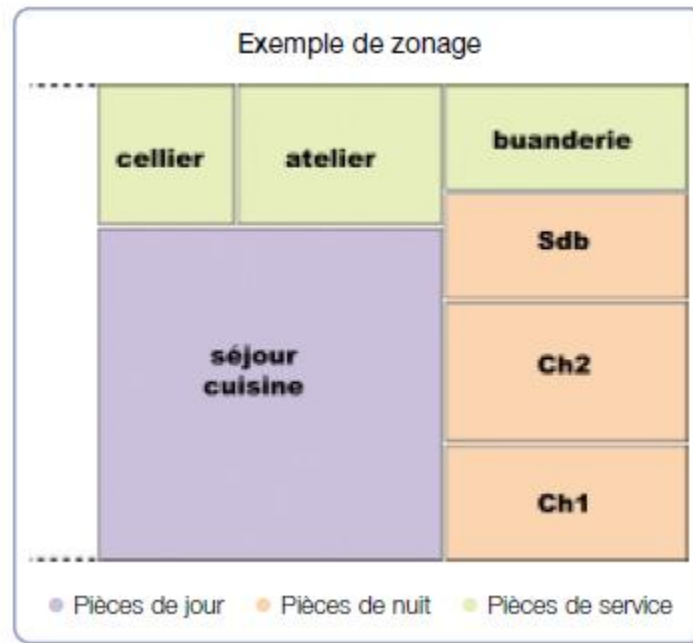 Exemple de zonage
cellier
atelier
buanderie
Sdb
séjour
cuisine
Ch2
Ch1
Pièces de jour
Pièces de nuit
Pièces de service